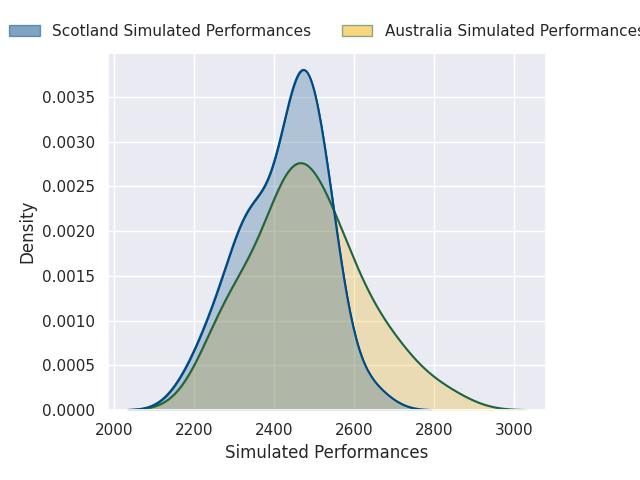 Scotland Simulated Performances
Australia Simulated Performances
0.0035
0.0030
0.0025
0.0020
0.0015
0.0010
0.0005
0.0000
Density
2000 2200 2400 2600 2800 3000
Simulated Performances